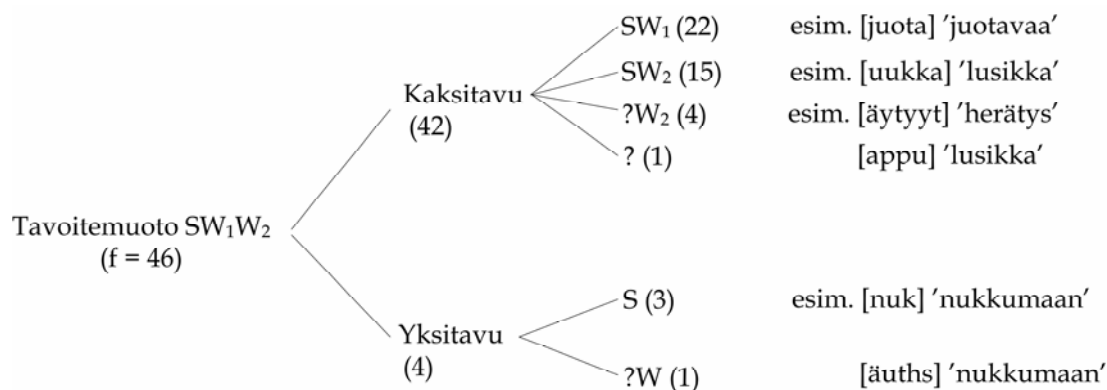 SW₁ (22) esim. [juota] ’juotavaa’
SW₂ (15) esim. [uukka] ’lusikka’
Kaksitavu
(42)
?W₂ (4) esim. [äytyyt] ’herätys’
? (1) [appu] ’lusikka’
Tavoitemuoto SW₁W₂
(f = 46)
S (3) esim. [nuk] ’nukkumaan’
Yksitavu
(4)
?W (1) [äuths] ’nukkumaan’